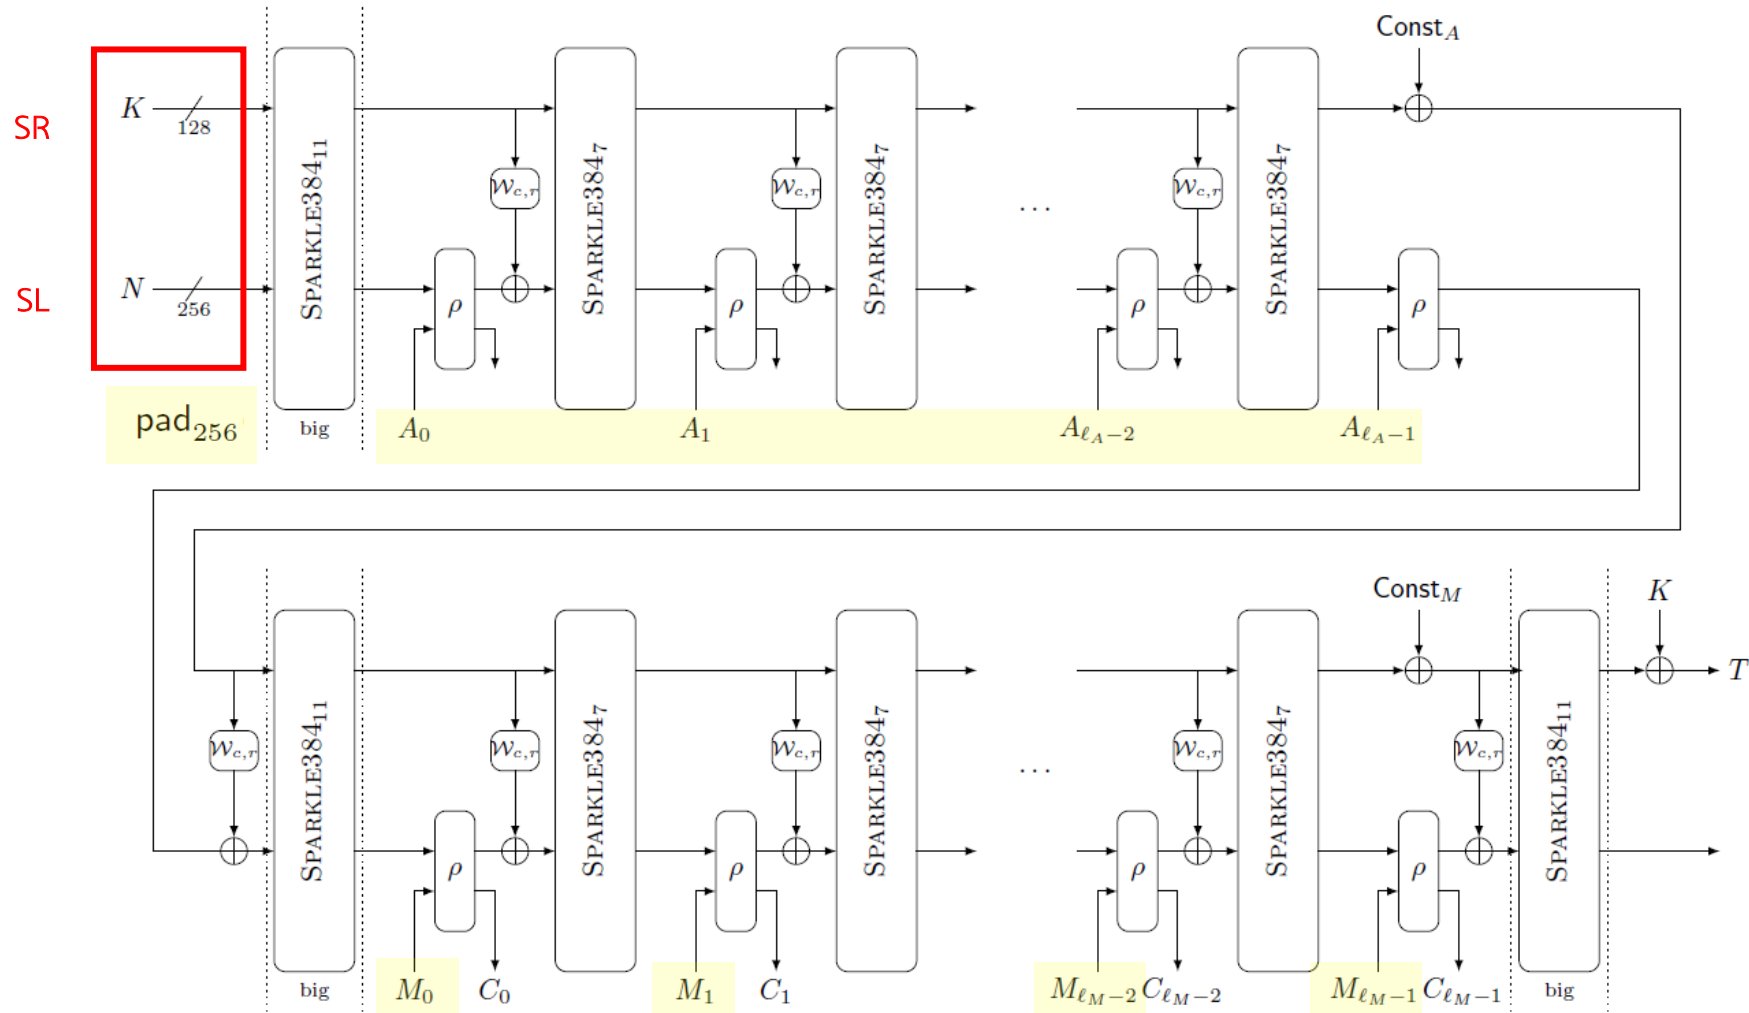 Const_A
SR
K
128
SPARKLE384_11
SPARKLE384_7
SPARKLE384_7
SPARKLE384_7
W_c,r
W_c,r
W_c,r
...
SL
N
256
ρ
ρ
ρ
ρ
pad_256
big
A_0
A_1
A_{ℓ_A−2}
A_{ℓ_A−1}
Const_M
K
T
SPARKLE384_11
SPARKLE384_7
SPARKLE384_7
SPARKLE384_7
SPARKLE384_11
W_c,r
W_c,r
W_c,r
W_c,r
W_c,r
...
ρ
ρ
ρ
ρ
big
M_0
C_0
M_1
C_1
M_{ℓ_M−2}
C_{ℓ_M−2}
M_{ℓ_M−1}
C_{ℓ_M−1}
big